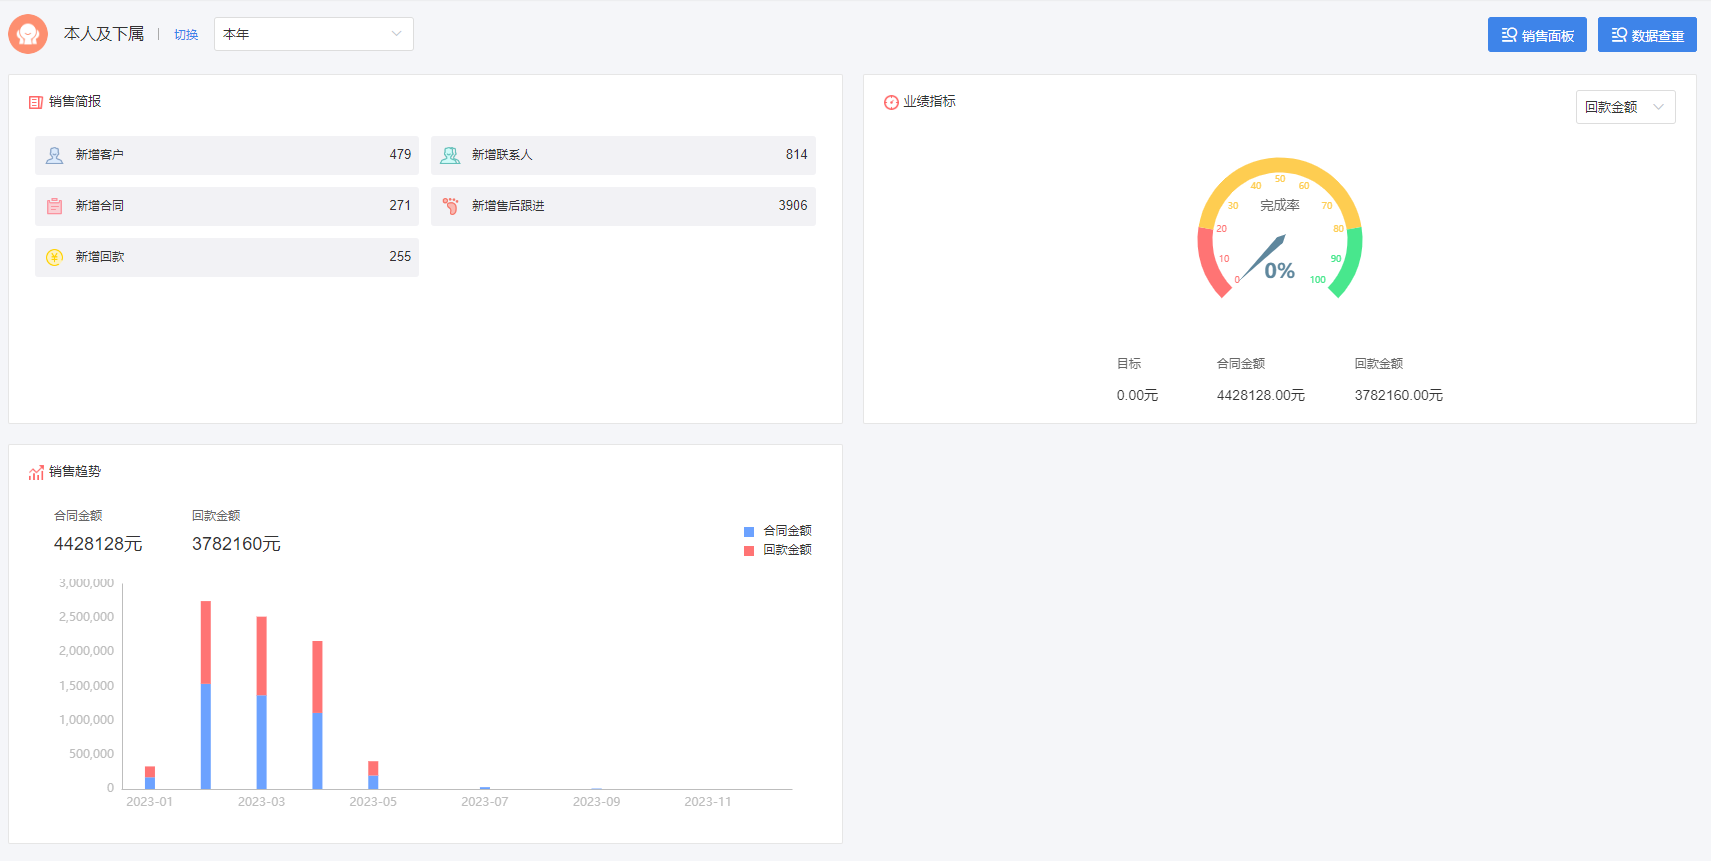 本人及下属
切换
本年
销售面板
数据查重
销售简报
新增客户 479
新增联系人 814
新增合同 271
新增售后跟进 3906
新增回款 255
业绩指标
回款金额
50
40 60
30 完成率 70
20 80
10 90
0 0% 100
目标 合同金额 回款金额
0.00元 4428128.00元 3782160.00元
销售趋势
合同金额 回款金额
4428128元 3782160元
合同金额
回款金额
3,000,000
2,500,000
2,000,000
1,500,000
1,000,000
500,000
0
2023-01 2023-03 2023-05 2023-07 2023-09 2023-11